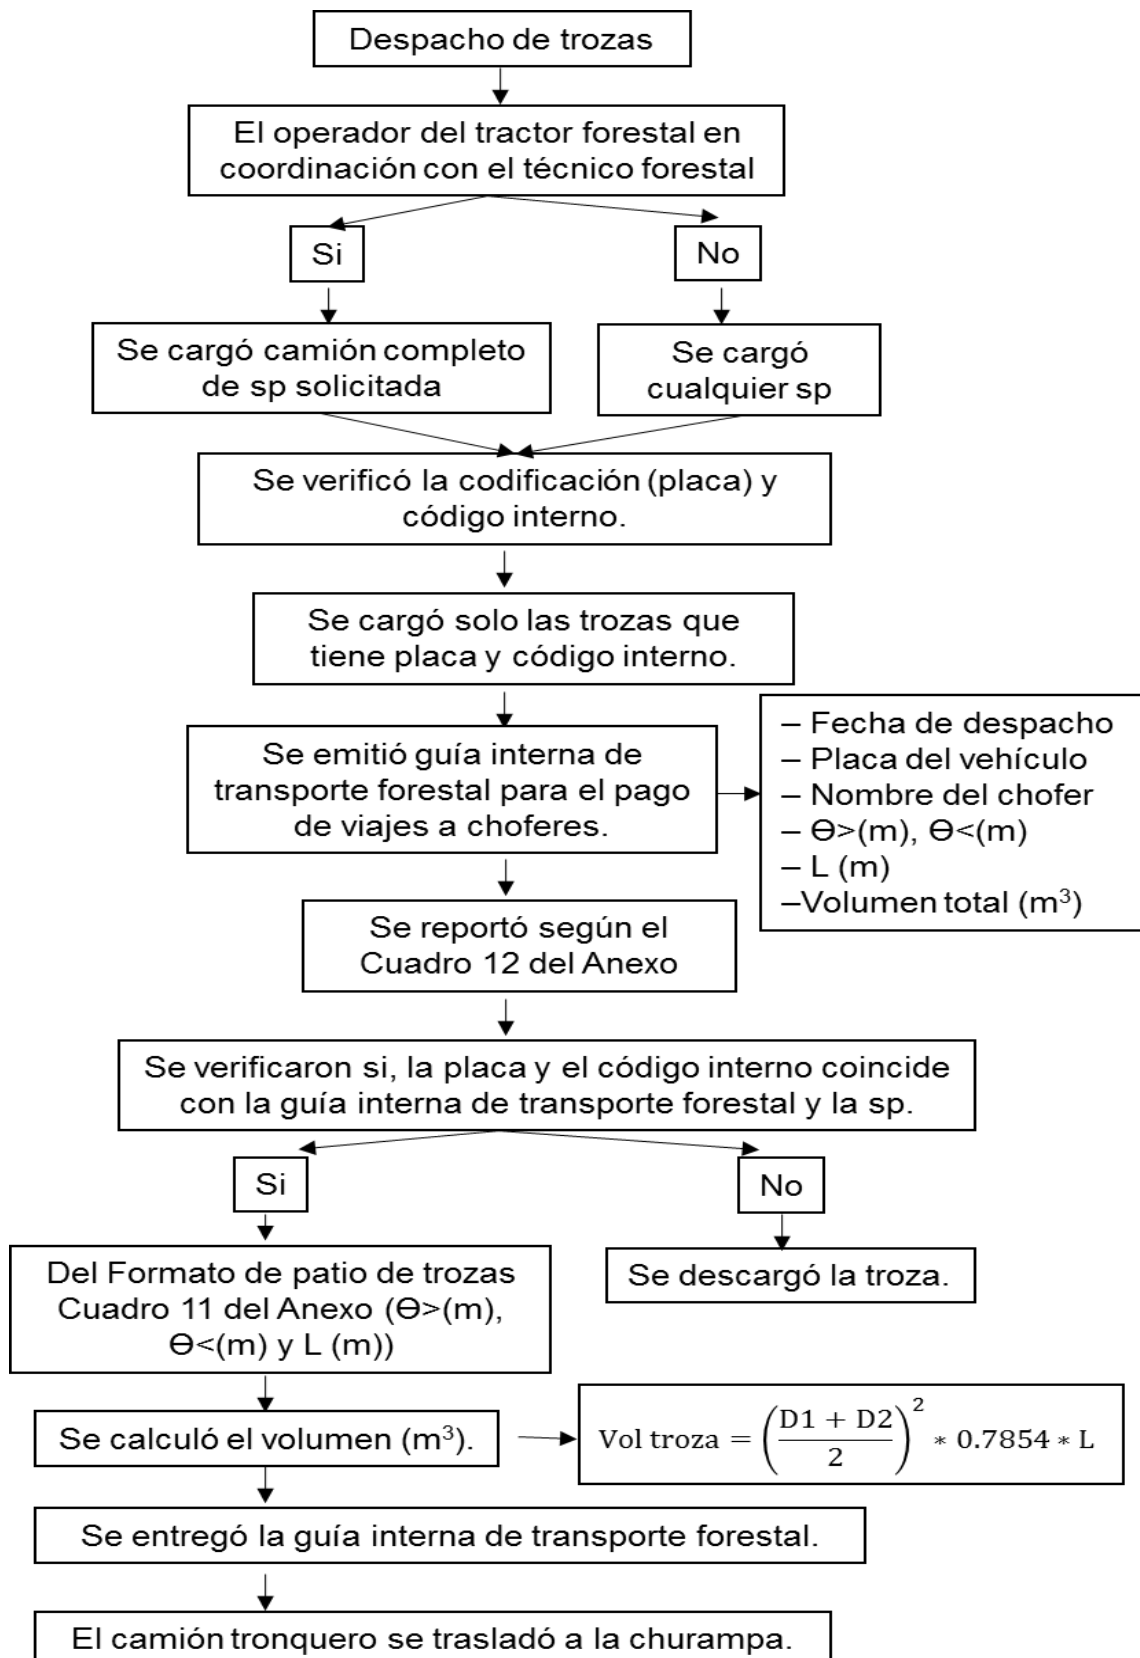 Despacho de trozas
El operador del tractor forestal en
coordinación con el técnico forestal
Si
No
Se cargó camión completo
de sp solicitada
Se cargó
cualquier sp
Se verificó la codificación (placa) y
código interno.
Se cargó solo las trozas que
tiene placa y código interno.
Se emitió guía interna de
transporte forestal para el pago
de viajes a choferes.
– Fecha de despacho
– Placa del vehículo
– Nombre del chofer
– Ө>(m), Ө<(m)
– L (m)
–Volumen total (m³)
Se reportó según el
Cuadro 12 del Anexo
Se verificaron si, la placa y el código interno coincide
con la guía interna de transporte forestal y la sp.
Si
No
Del Formato de patio de trozas
Cuadro 11 del Anexo (Ө>(m),
Ө<(m) y L (m))
Se descargó la troza.
Se calculó el volumen (m³).
Vol troza = ((D1 + D2)/2)² * 0.7854 * L
Se entregó la guía interna de transporte forestal.
El camión tronquero se trasladó a la churampa.